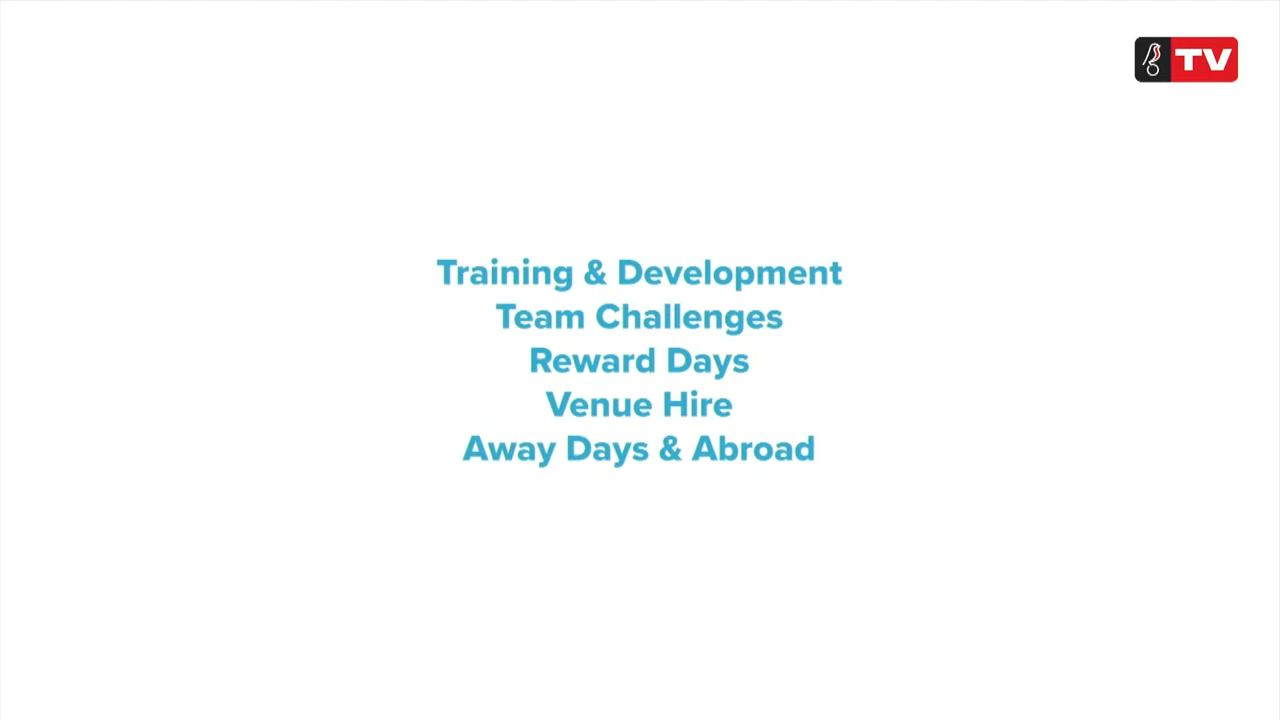 TV
Training & Development
Team Challenges
Reward Days
Venue Hire
Away Days & Abroad